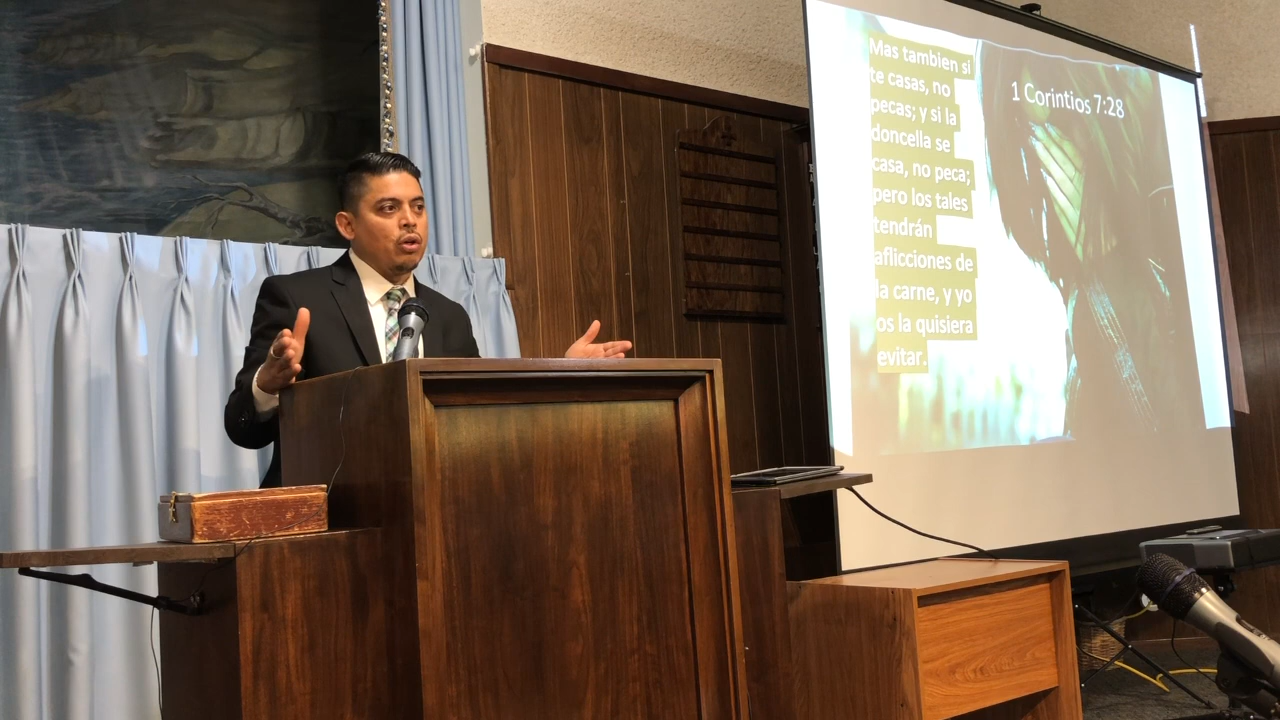 Mas tambien si
te casas, no
pecas; y si la
doncella se
casa, no peca;
pero los tales
tendrán
aflicciones de
la carne, y yo
os la quisiera
evitar.
1 Corintios 7:28